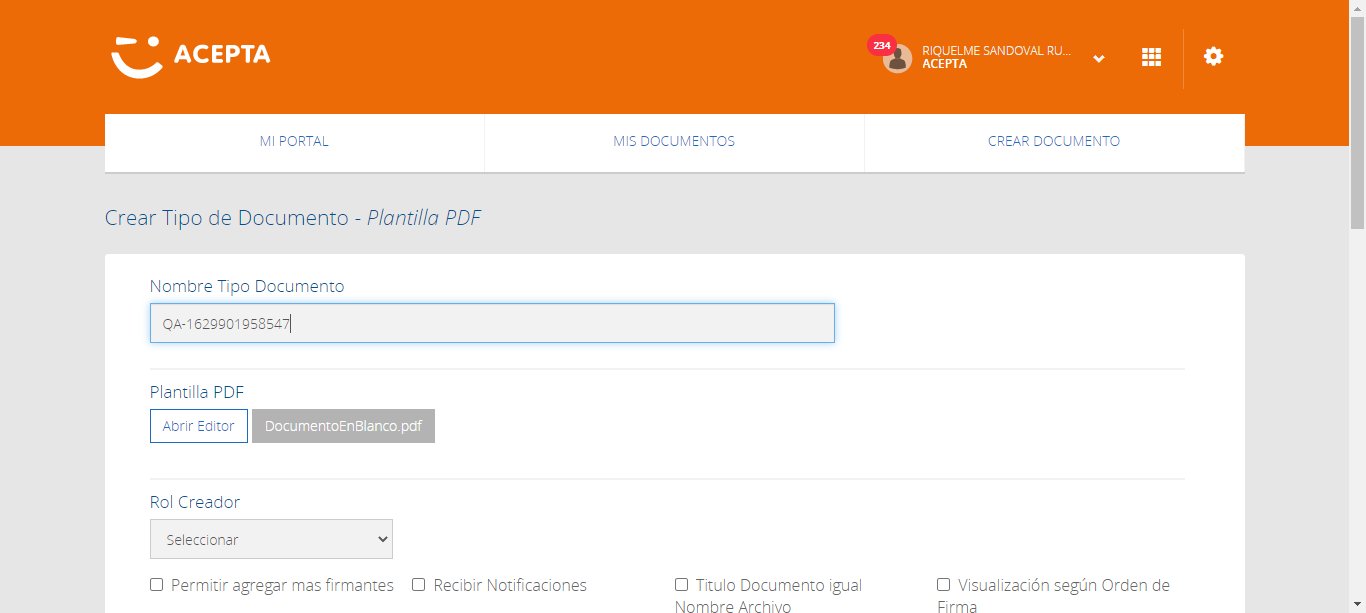 ACEPTA
234
RIQUELME SANDOVAL RU...
ACEPTA
MI PORTAL
MIS DOCUMENTOS
CREAR DOCUMENTO
Crear Tipo de Documento - Plantilla PDF
Nombre Tipo Documento
QA-1629901958547
Plantilla PDF
Abrir Editor
DocumentoEnBlanco.pdf
Rol Creador
Seleccionar
Permitir agregar mas firmantes
Recibir Notificaciones
Titulo Documento igual
Nombre Archivo
Visualización según Orden de
Firma